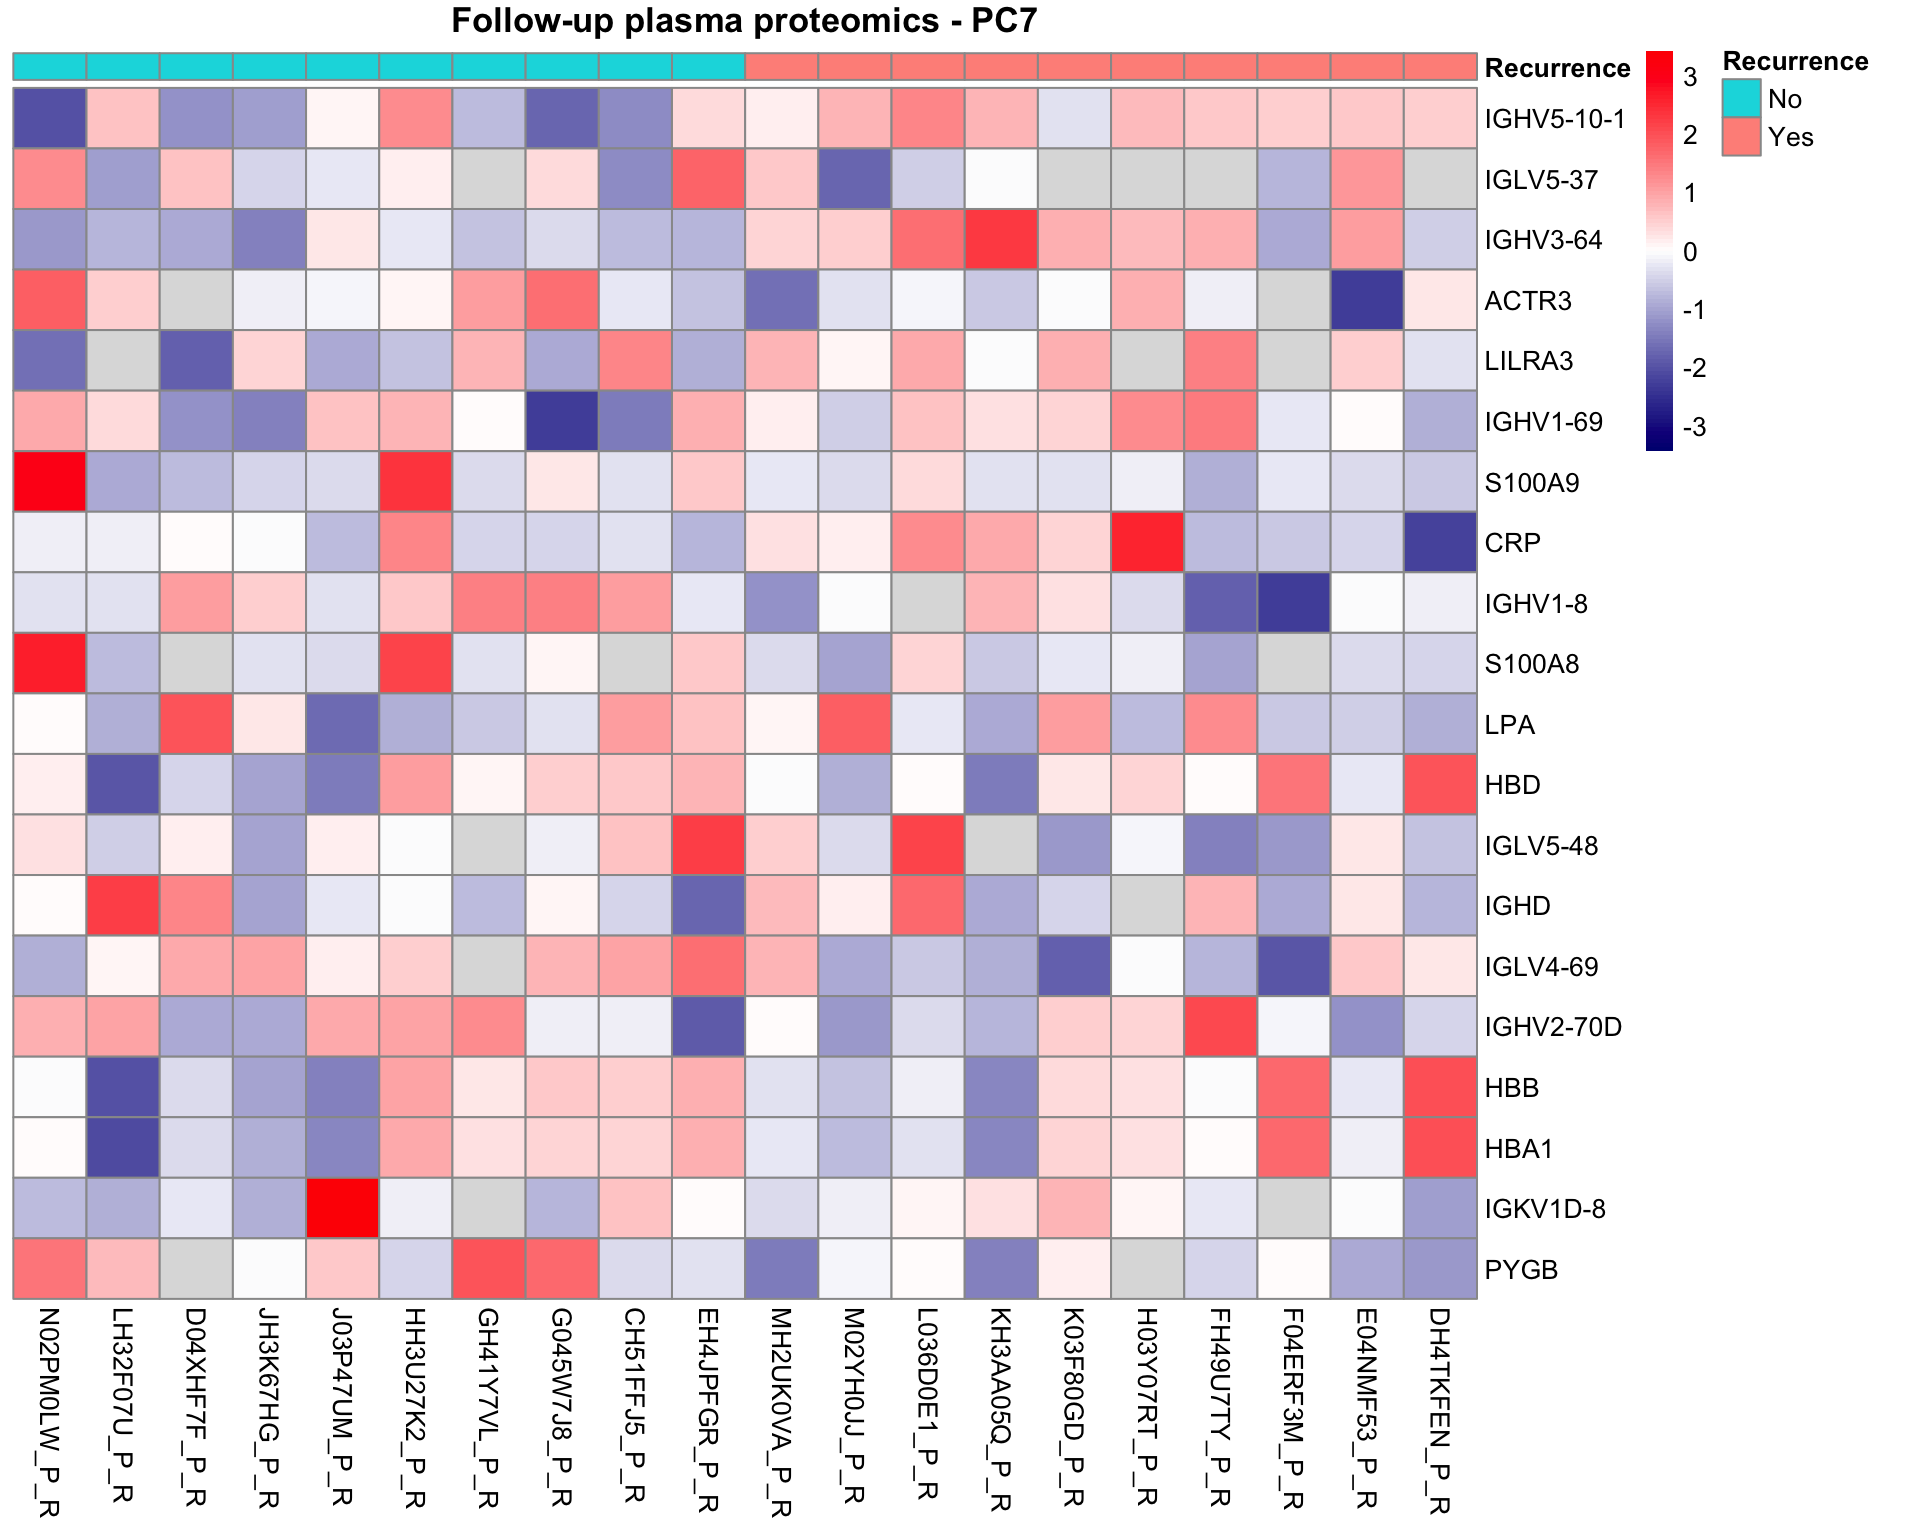 Follow-up plasma proteomics - PC7
Recurrence
IGHV5-10-1
IGLV5-37
IGHV3-64
ACTR3
LILRA3
IGHV1-69
S100A9
CRP
IGHV1-8
S100A8
LPA
HBD
IGLV5-48
IGHD
IGLV4-69
IGHV2-70D
HBB
HBA1
IGKV1D-8
PYGB
N02PM0LW_P_R
LH32F07U_P_R
D04XHF7F_P_R
JH3K67HG_P_R
J03P47UM_P_R
HH3U27K2_P_R
GH41Y7VL_P_R
G045W7J8_P_R
CH51FFJ5_P_R
EH4JPFGR_P_R
MH2UK0VA_P_R
M02YH0JJ_P_R
L036D0E1_P_R
KH3AA05Q_P_R
K03F80GD_P_R
H03Y07RT_P_R
FH49U7TY_P_R
F04ERF3M_P_R
E04NMF53_P_R
DH4TKFEN_P_R
3
2
1
0
-1
-2
-3
Recurrence
No
Yes